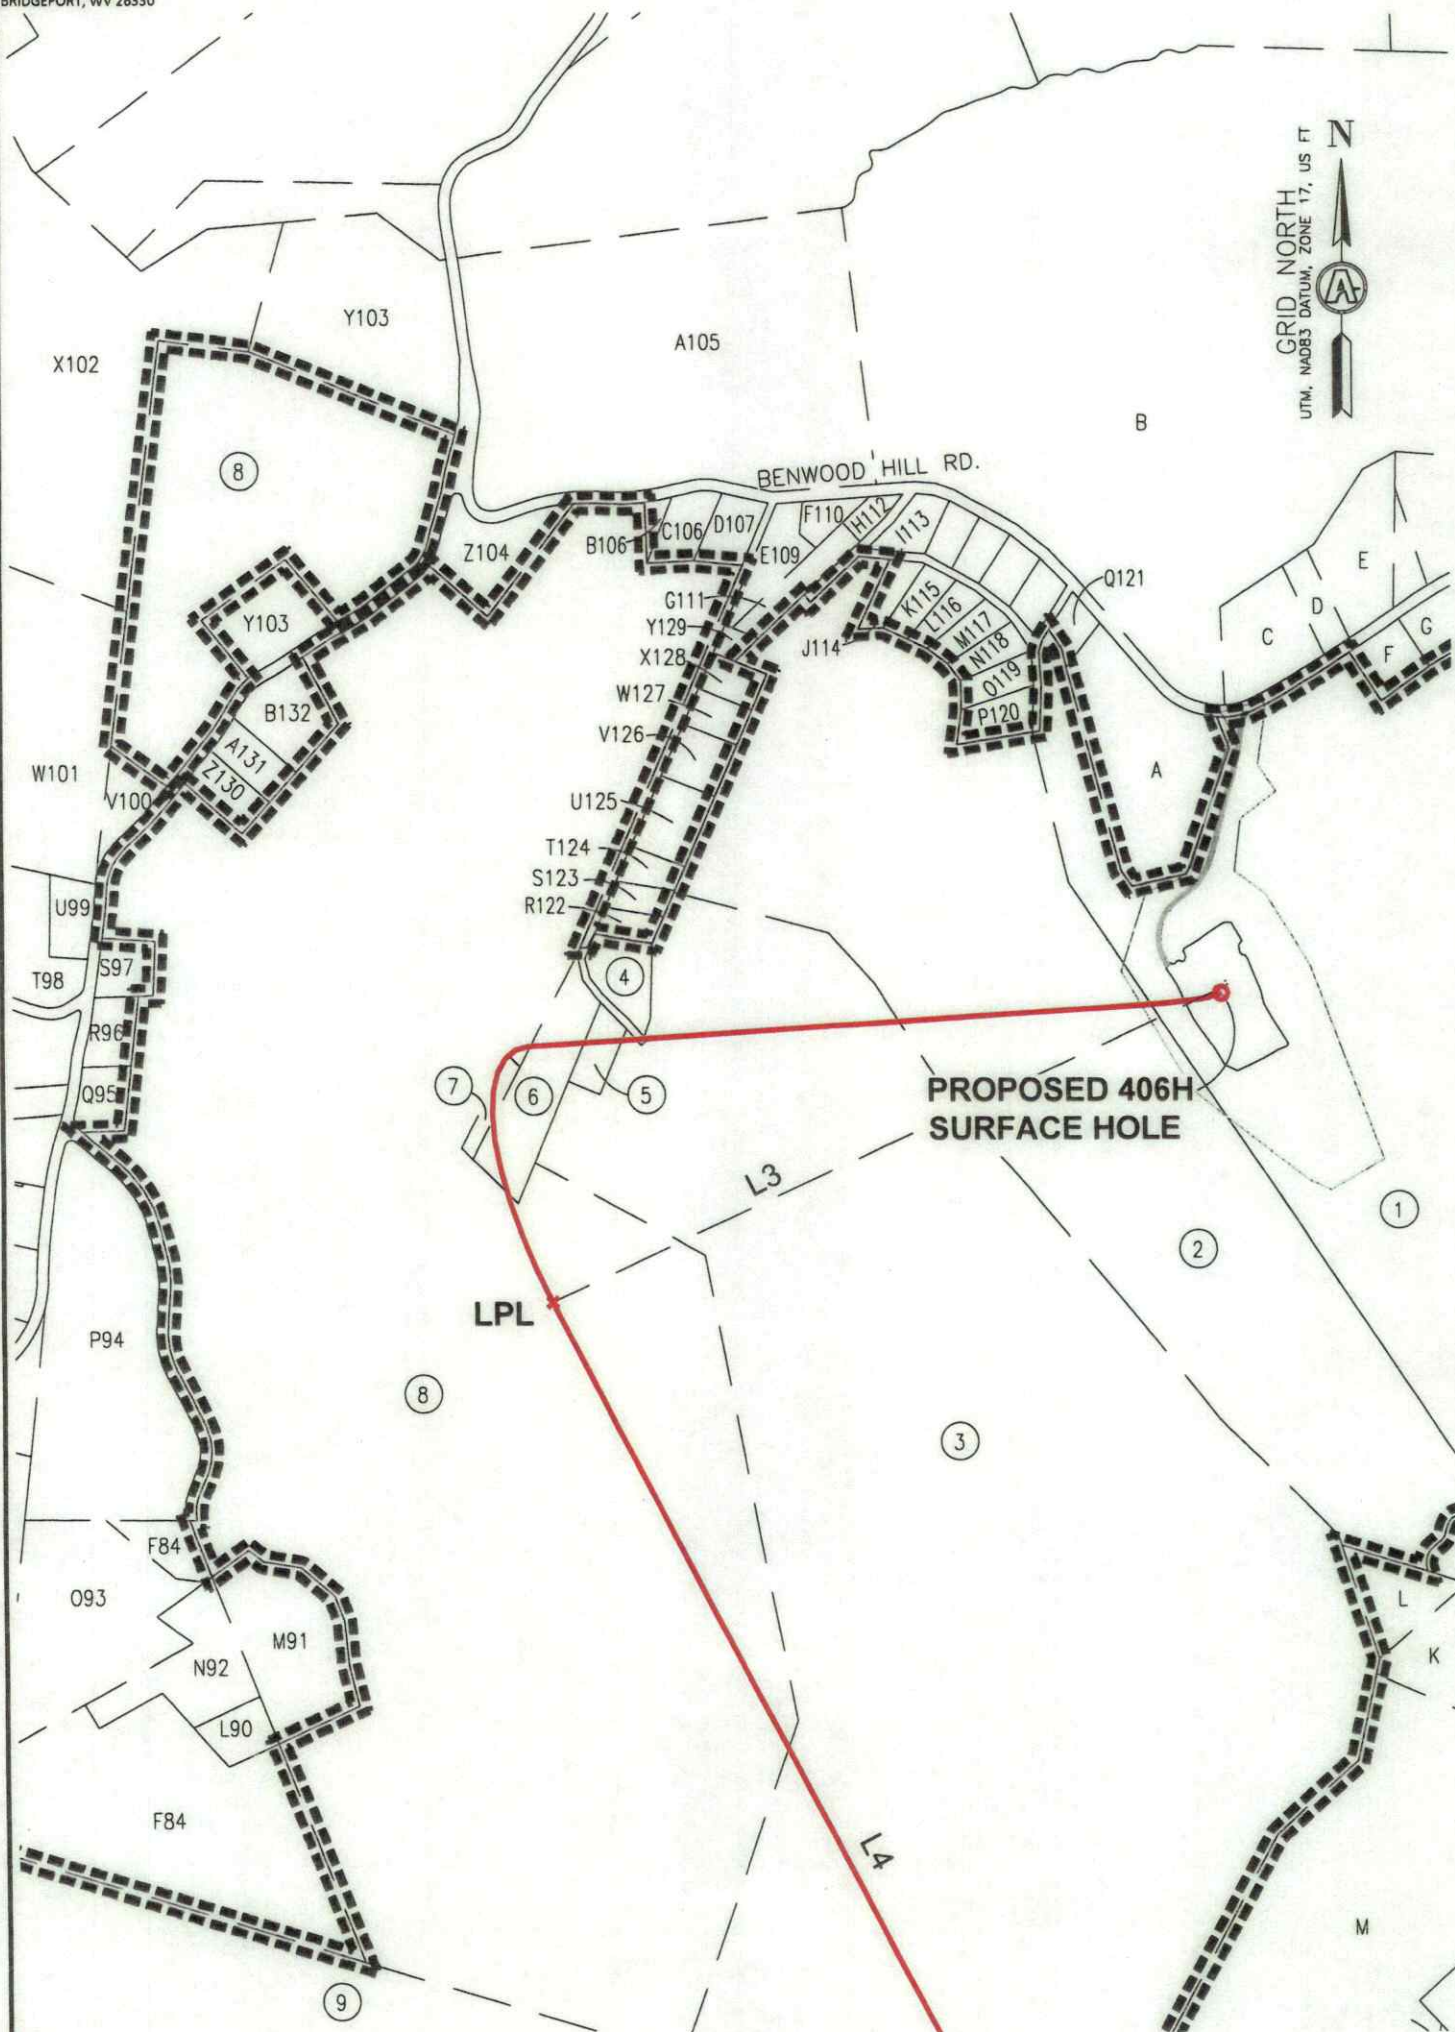 BRIDGEPORT, WV 26330
N
GRID NORTH
UTM, NAD83 DATUM, ZONE 17, US FT
A
Y103
X102
A105
B
8
BENWOOD HILL RD.
C106
D107
F110
H112
I113
B106
Z104
E109
Q121
E
G111
K115
D
Y103
Y129
L116
C
G
J114
M117
F
X128
N118
W127
O119
B132
P120
V126
A131
W101
Z130
A
V100
U125
T124
S123
U99
R122
S97
T98
4
R96
7
6
5
PROPOSED 406H
SURFACE HOLE
Q95
L3
1
2
LPL
P94
8
3
F84
O93
L
M91
K
N92
L90
F84
L4
M
9